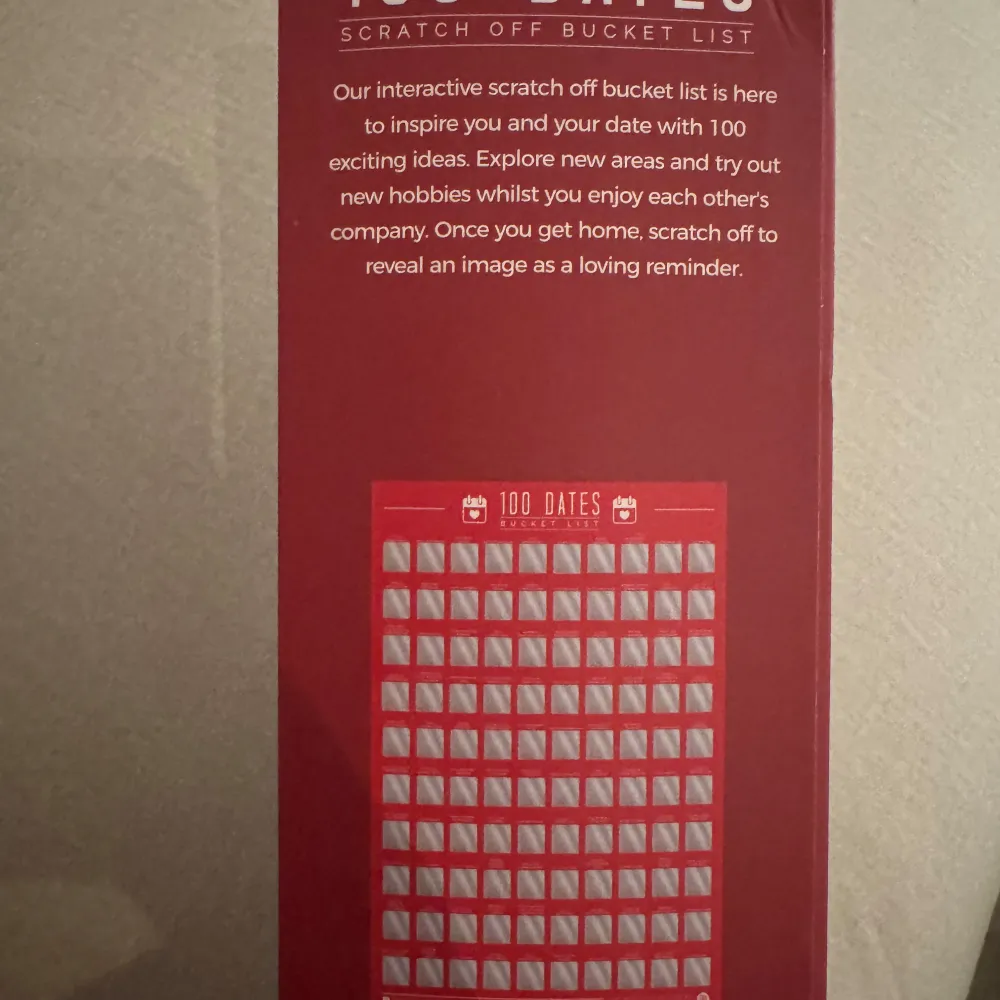 100 DATES
SCRATCH OFF BUCKET LIST
Our interactive scratch off bucket list is here
to inspire you and your date with 100
exciting ideas. Explore new areas and try out
new hobbies whilst you enjoy each other's
company. Once you get home, scratch off to
reveal an image as a loving reminder.
100 DATES
BUCKET LIST